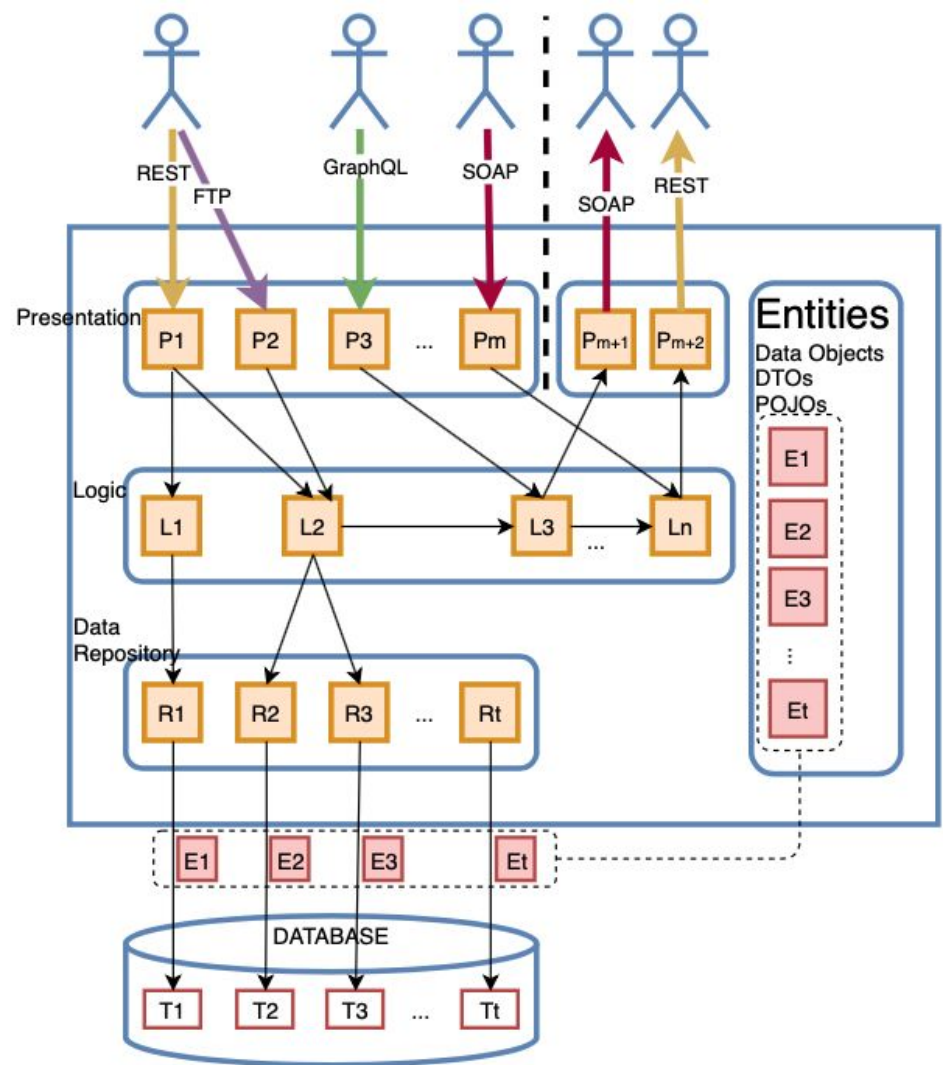 REST
FTP
GraphQL
SOAP
SOAP
REST
Presentation
P1
P2
P3
...
Pm
Pm+1
Pm+2
Entities
Data Objects
DTOs
POJOs
E1
E2
E3
...
Et
Logic
L1
L2
L3
...
Ln
Data
Repository
R1
R2
R3
...
Rt
E1
E2
E3
Et
DATABASE
T1
T2
T3
...
Tt